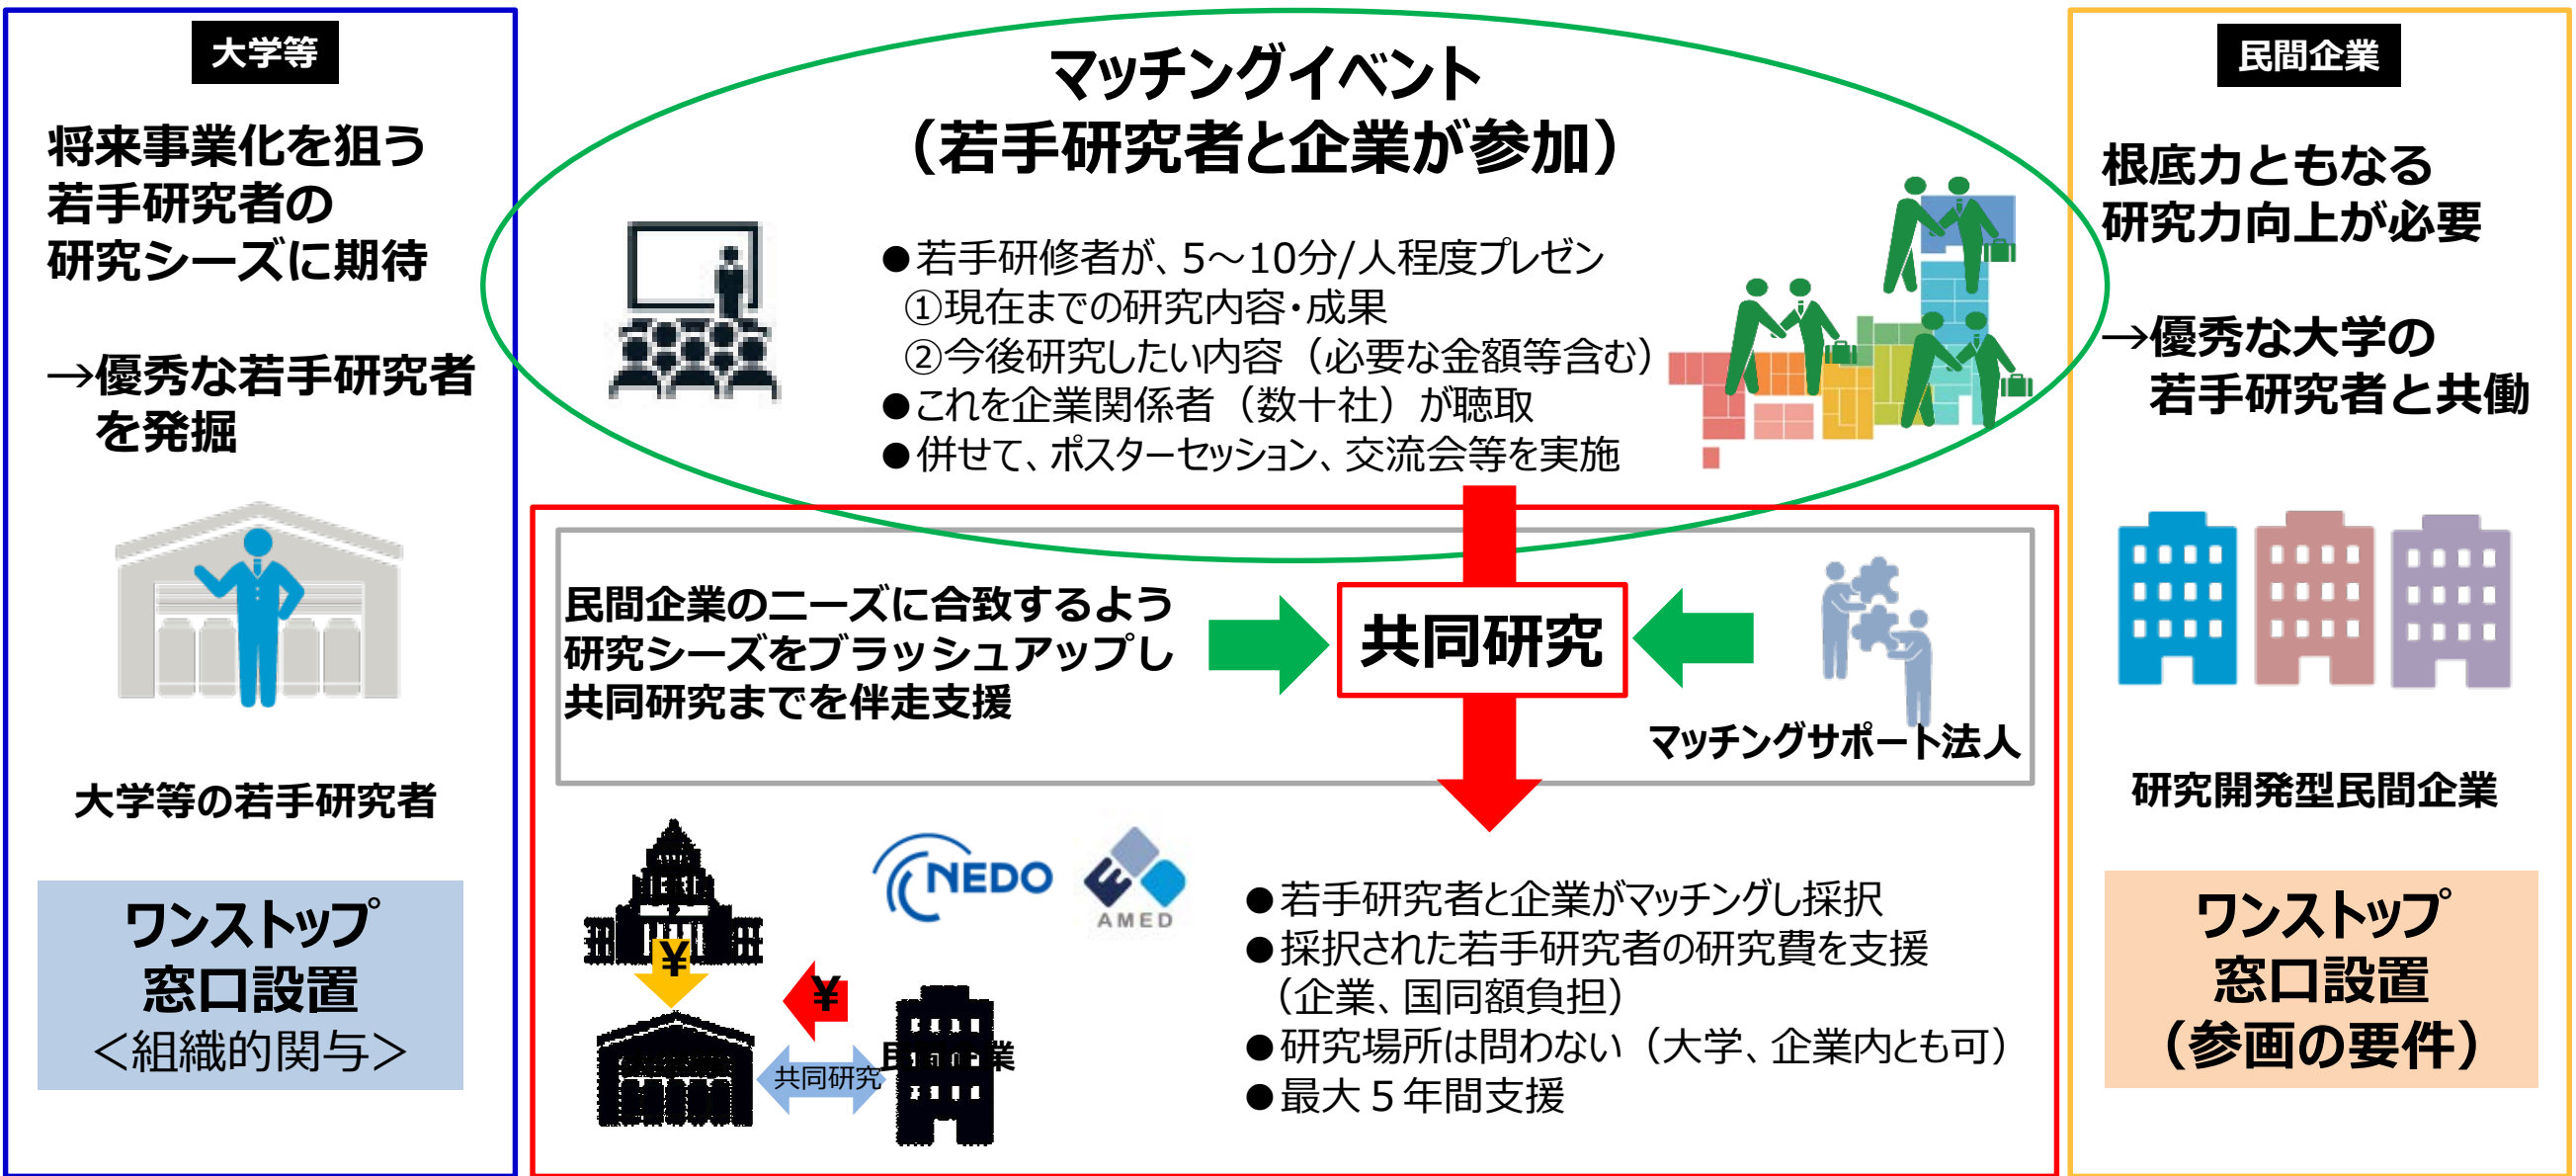 大学等
将来事業化を狙う
若手研究者の
研究シーズに期待
→優秀な若手研究者
を発掘
大学等の若手研究者
ワンストップ
窓口設置
＜組織的関与＞
マッチングイベント
（若手研究者と企業が参加）
●若手研修者が、5～10分/人程度プレゼン
①現在までの研究内容・成果
②今後研究したい内容（必要な金額等含む）
●これを企業関係者（数十社）が聴取
●併せて、ポスターセッション、交流会等を実施
民間企業のニーズに合致するよう
研究シーズをブラッシュアップし
共同研究までを伴走支援
共同研究
マッチングサポート法人
NEDO
AMED
¥
¥
共同研究
民間企業
●若手研究者と企業がマッチングし採択
●採択された若手研究者の研究費を支援
（企業、国同額負担）
●研究場所は問わない（大学、企業内とも可）
●最大５年間支援
民間企業
根底力ともなる
研究力向上が必要
→優秀な大学の
若手研究者と共働
研究開発型民間企業
ワンストップ
窓口設置
（参画の要件）